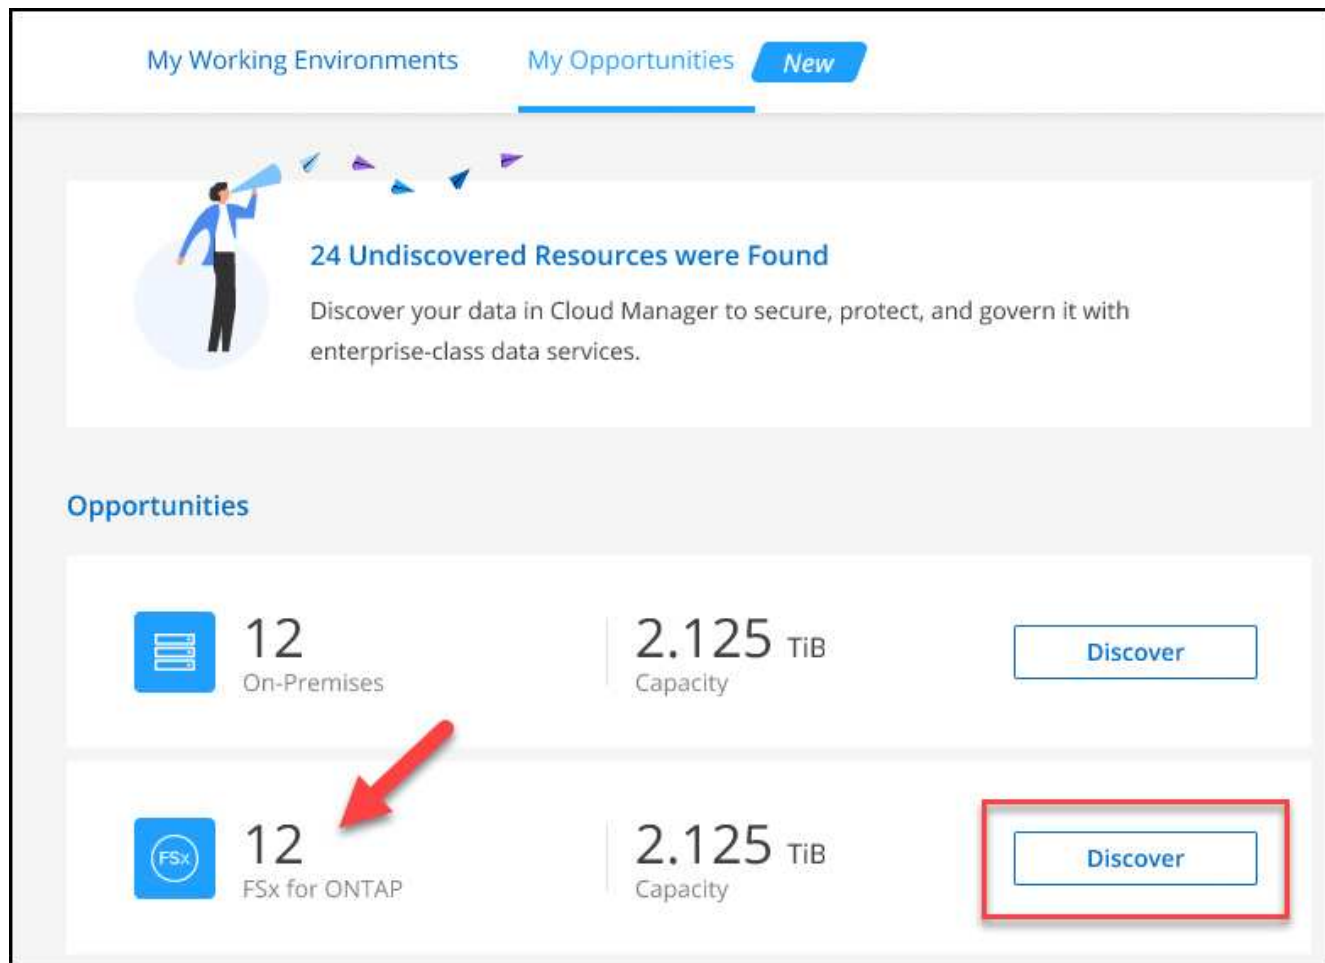 My Working Environments My Opportunities New
24 Undiscovered Resources were Found
Discover your data in Cloud Manager to secure, protect, and govern it with
enterprise-class data services.
Opportunities
12 2.125 TiB Discover
On-Premises Capacity
FSx 12 2.125 TiB Discover
FSx for ONTAP Capacity